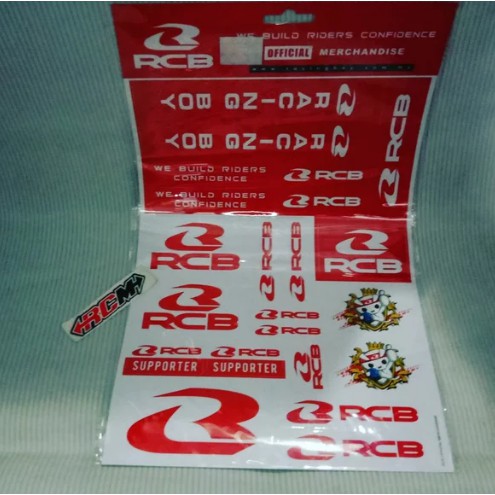 RCB
WE BUILD RIDERS CONFIDENCE
OFFICIAL MERCHANDISE
RACING BOY
RACING BOY
RCB
WE BUILD RIDERS
CONFIDENCE
RCB
WE BUILD RIDERS
CONFIDENCE
RCB
RCB
RCB
RCB
RCB
RCB
RCB
RCB
RCM
RCB
RCB
RCB
RCB
SUPPORTER
SUPPORTER
RCB
RCB